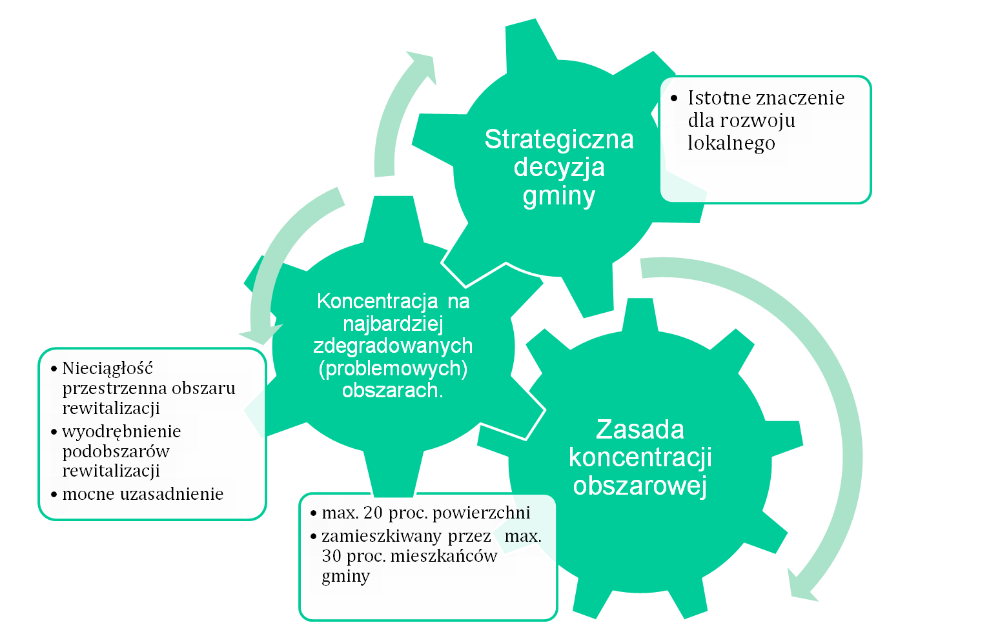 Strategiczna
decyzja
gminy
• Istotne znaczenie
dla rozwoju
lokalnego
Koncentracja na
najbardziej
zdegradowanych
(problemowych)
obszarach.
• Nieciągłość
przestrzenna obszaru
rewitalizacji
• wyodrębnienie
podobszarów
rewitalizacji
• mocne uzasadnienie
Zasada
koncentracji
obszarowej
• max. 20 proc. powierzchni
• zamieszkiwany przez max.
30 proc. mieszkańców
gminy